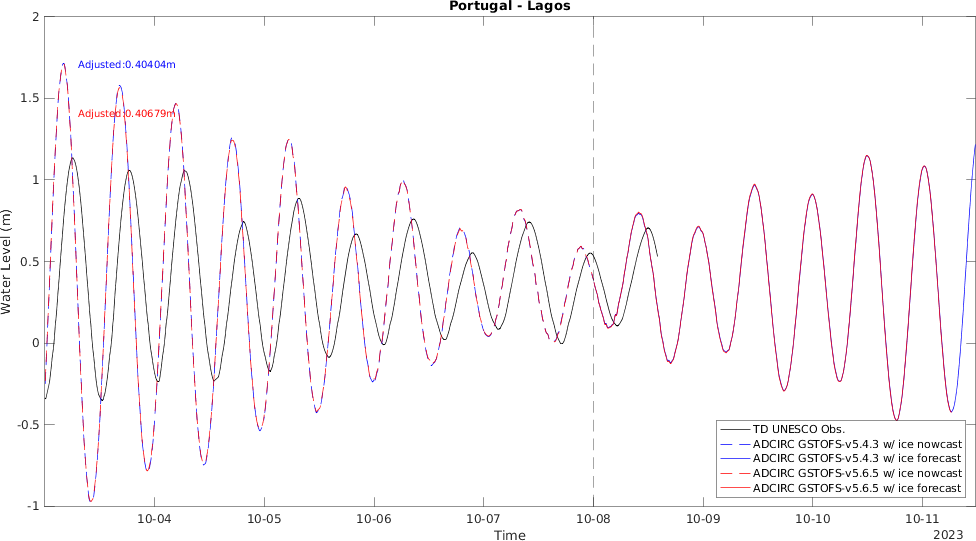 Portugal - Lagos
2
Adjusted:0.40404m
1.5
Adjusted:0.40679m
1
Water Level (m)
0.5
0
-0.5
-1
TD UNESCO Obs.
ADCIRC GSTOFS-v5.4.3 w/ ice nowcast
ADCIRC GSTOFS-v5.4.3 w/ ice forecast
ADCIRC GSTOFS-v5.6.5 w/ ice nowcast
ADCIRC GSTOFS-v5.6.5 w/ ice forecast
10-04 10-05 10-06 10-07 10-08 10-09 10-10 10-11
Time
2023